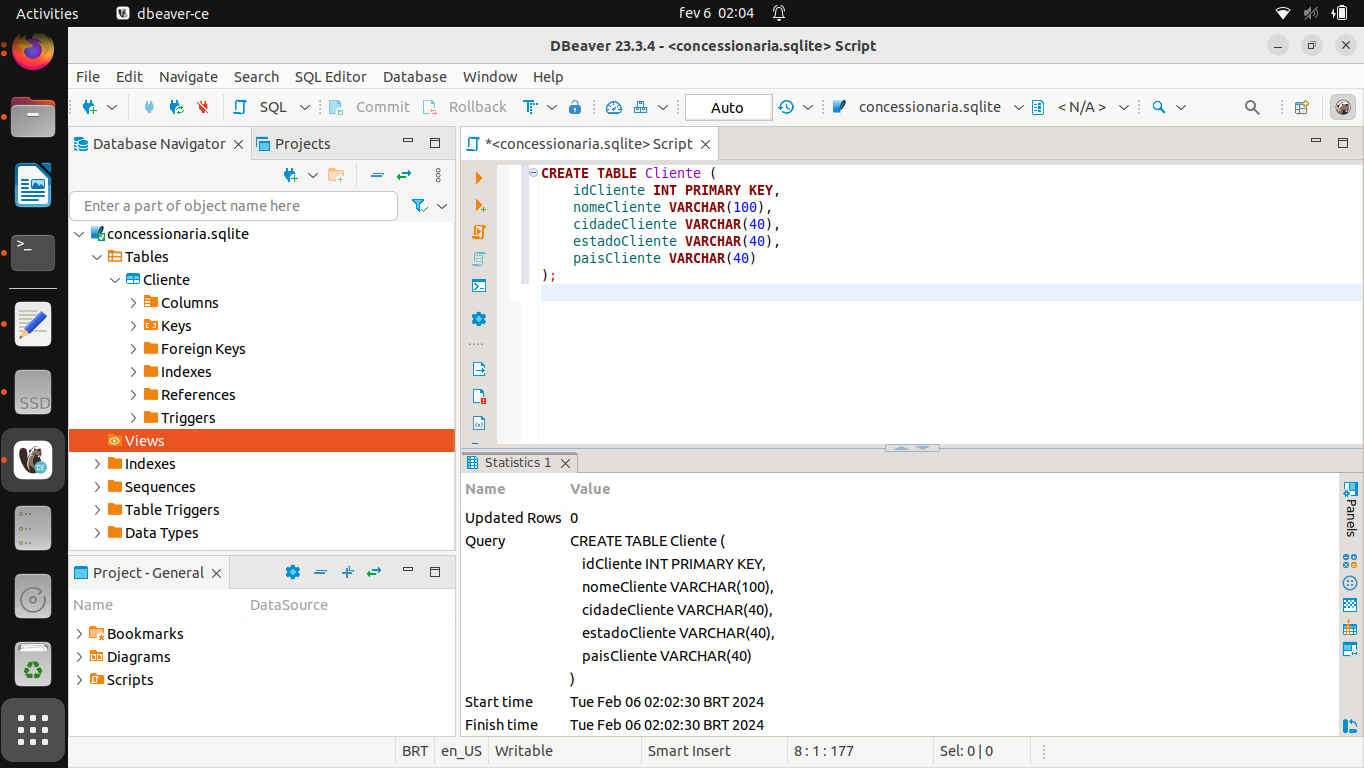 Activities dbeaver-ce fev 6 02:04
DBeaver 23.3.4 - <concessionaria.sqlite> Script
File Edit Navigate Search SQL Editor Database Window Help
SQL Commit Rollback Auto concessionaria.sqlite < N/A >
Database Navigator Projects
Enter a part of object name here
concessionaria.sqlite
Tables
Cliente
Columns
Keys
Foreign Keys
Indexes
References
Triggers
Views
Indexes
Sequences
Table Triggers
Data Types
Project - General
Name DataSource
Bookmarks
Diagrams
Scripts
*<concessionaria.sqlite> Script
CREATE TABLE Cliente (
idCliente INT PRIMARY KEY,
nomeCliente VARCHAR(100),
cidadeCliente VARCHAR(40),
estadoCliente VARCHAR(40),
paisCliente VARCHAR(40)
);
Statistics 1
Name Value
Updated Rows 0
Query CREATE TABLE Cliente (
idCliente INT PRIMARY KEY,
nomeCliente VARCHAR(100),
cidadeCliente VARCHAR(40),
estadoCliente VARCHAR(40),
paisCliente VARCHAR(40)
)
Start time Tue Feb 06 02:02:30 BRT 2024
Finish time Tue Feb 06 02:02:30 BRT 2024
Panels
BRT en_US Writable Smart Insert 8 : 1 : 177 Sel: 0 | 0
SSD
CE
>_